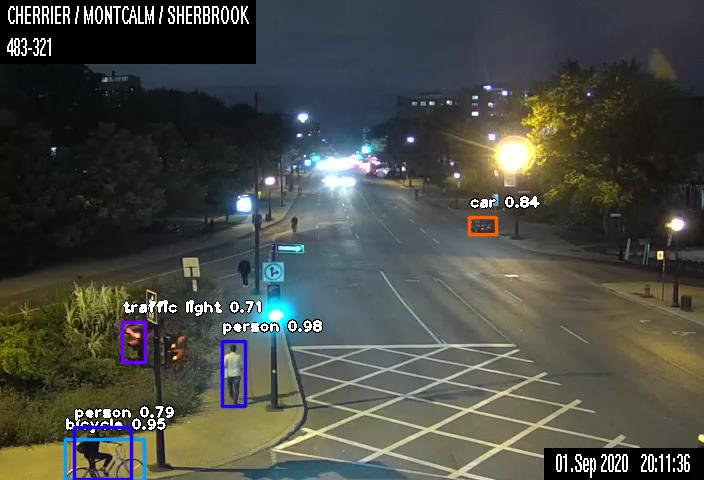 CHERRIER / MONTCALM / SHERBROOK
483-321
car 0.84
traffic light 0.71
person 0.98
person 0.79
bicycle 0.95
01.Sep 2020 20:11:36